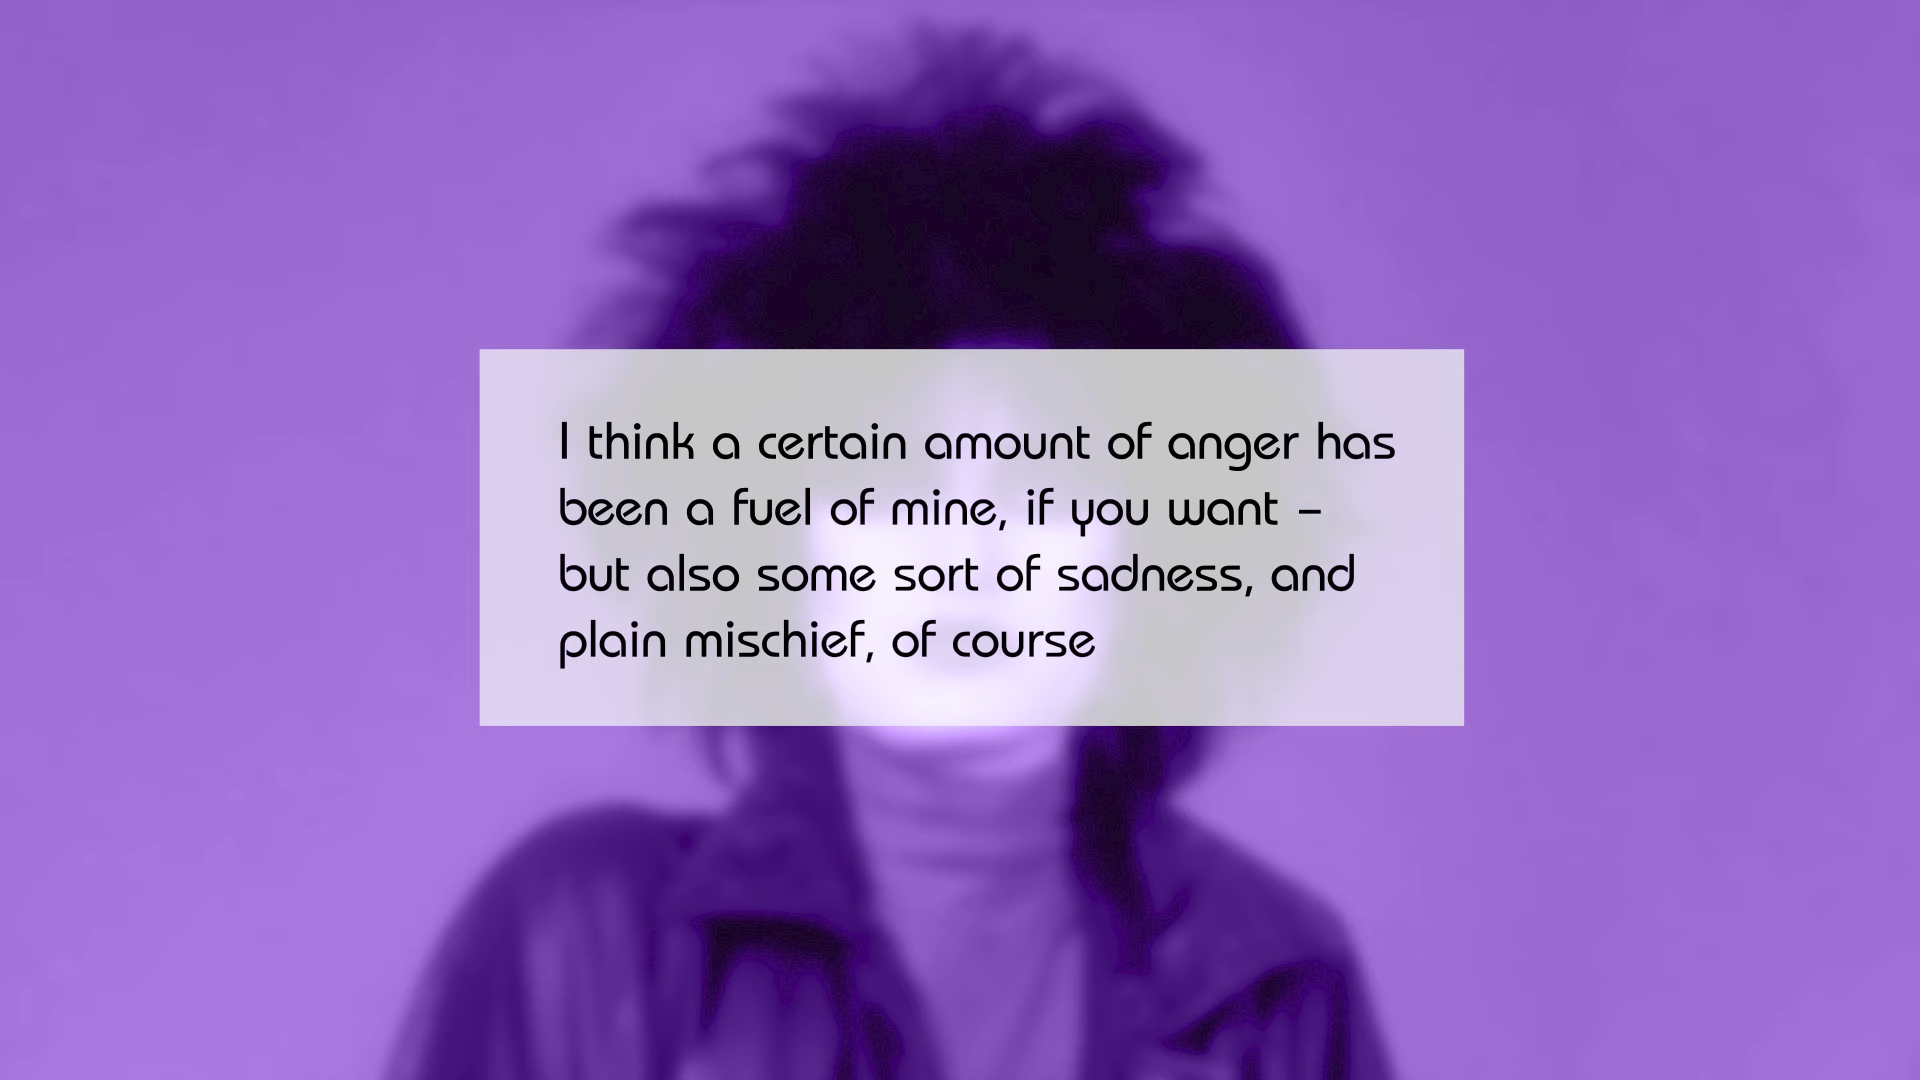 I think a certain amount of anger has
been a fuel of mine, if you want –
but also some sort of sadness, and
plain mischief, of course